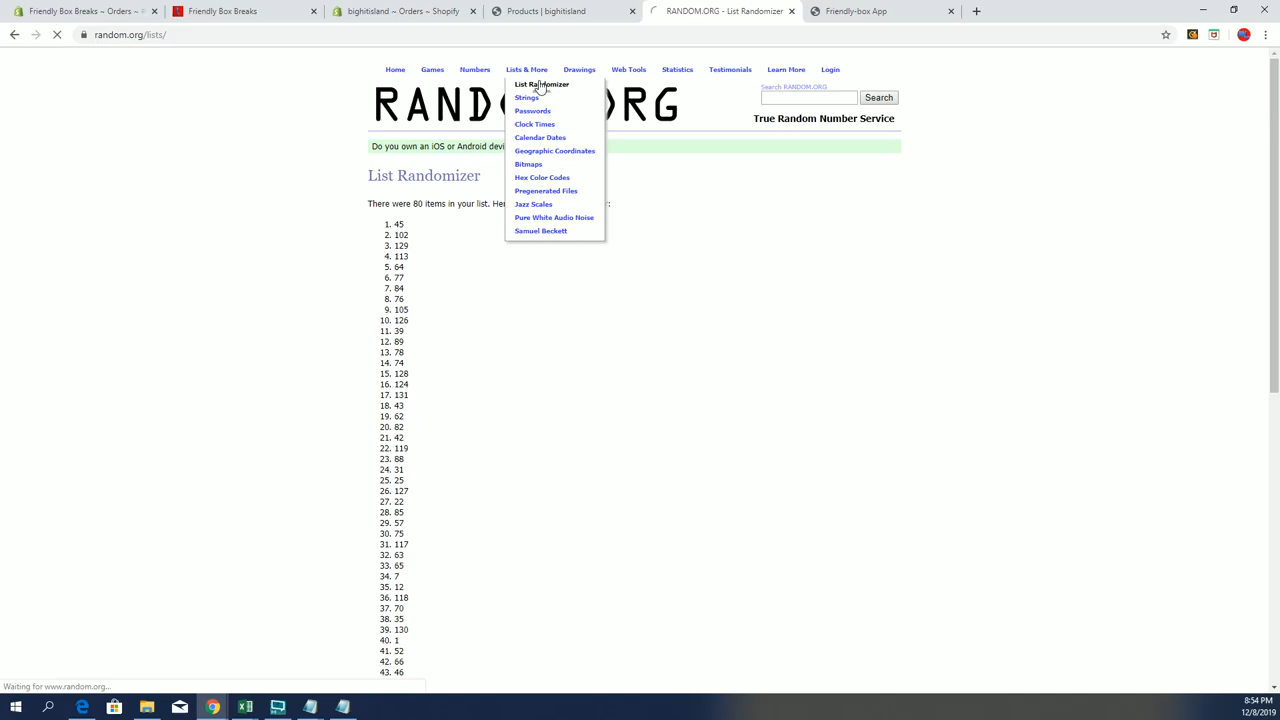 bighitisland ~ Orders ~ Friendly
Friendly Box Breaks
bighitisland ~ Orders ~ Shopify
Product - bighitisland
RANDOM.ORG - List Randomizer
Friendly-box App
random.org/lists/
Home Games Numbers Lists & More Drawings Web Tools Statistics Testimonials Learn More Login
List Randomizer
Strings
Passwords
Clock Times
Calendar Dates
Geographic Coordinates
Bitmaps
Hex Color Codes
Pregenerated Files
Jazz Scales
Pure White Audio Noise
Samuel Beckett
RANDO ORG
Search RANDOM.ORG
Search
True Random Number Service
Do you own an iOS or Android devi
List Randomizer
There were 80 items in your list. He :
1. 45
2. 102
3. 129
4. 113
5. 64
6. 77
7. 84
8. 76
9. 105
10. 126
11. 39
12. 89
13. 78
14. 74
15. 128
16. 124
17. 131
18. 43
19. 62
20. 82
21. 42
22. 119
23. 88
24. 31
25. 25
26. 127
27. 22
28. 85
29. 57
30. 75
31. 117
32. 63
33. 65
34. 7
35. 12
36. 118
37. 70
38. 35
39. 130
40. 1
41. 52
42. 66
43. 46
Waiting for www.random.org...
8:54 PM
12/8/2019